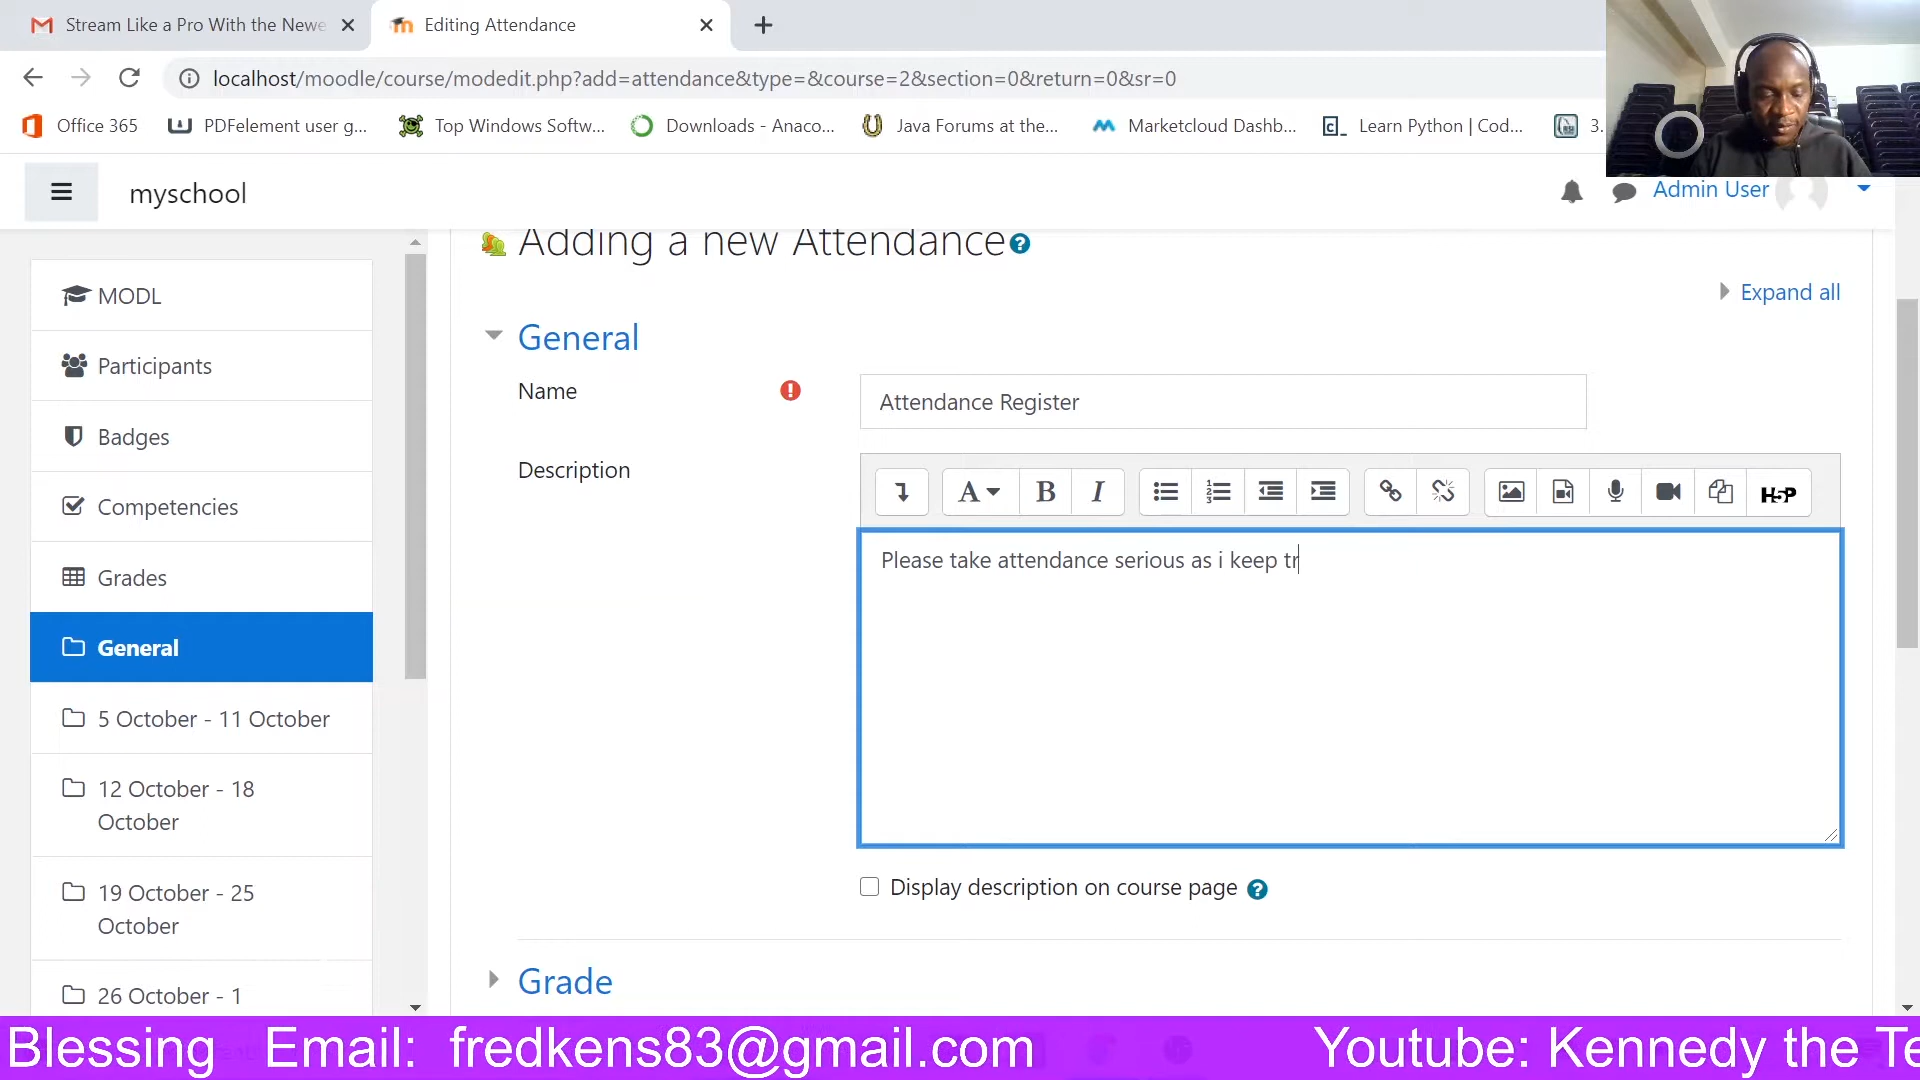 Stream Like a Pro With the Newe
Editing Attendance
localhost/moodle/course/modedit.php?add=attendance&type=&course=2&section=0&return=0&sr=0
Office 365
PDFelement user g...
Top Windows Softw...
Downloads - Anaco...
Java Forums at the...
Marketcloud Dashb...
Learn Python | Cod...
3.
myschool
Admin User
Adding a new Attendance
Expand all
MODL
Participants
Badges
Competencies
Grades
General
5 October - 11 October
12 October - 18
October
19 October - 25
October
26 October - 1
General
Name
Attendance Register
Description
A B I
H5P
Please take attendance serious as i keep tr
Display description on course page
Grade
Blessing Email: fredkens83@gmail.com Youtube: Kennedy the Te